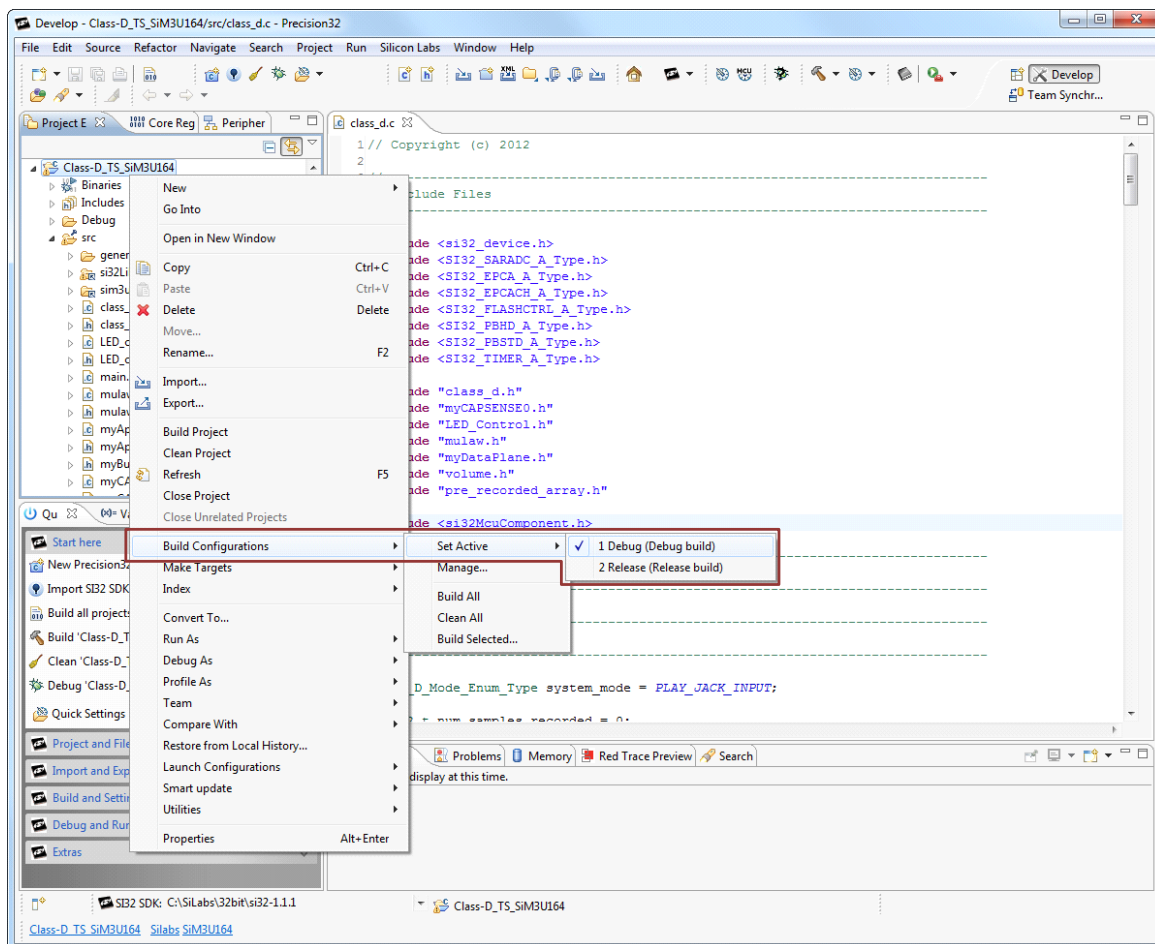 Develop - Class-D_TS_SiM3U164/src/class_d.c - Precision32
File Edit Source Refactor Navigate Search Project Run Silicon Labs Window Help
Develop
Team Synchr...
Project E Core Reg Peripher
class_d.c
Class-D_TS_SiM3U164
Binaries
Includes
Debug
src
gener
si32Li
sim3u
class_
class_
LED_c
LED_c
main.
mulav
mulav
myAp
myAp
myBu
myCA
New
Go Into
Open in New Window
Copy Ctrl+C
Paste Ctrl+V
Delete Delete
Move...
Rename... F2
Import...
Export...
Build Project
Clean Project
Refresh F5
Close Project
Close Unrelated Projects
Build Configurations
Make Targets
Index
Convert To...
Run As
Debug As
Profile As
Team
Compare With
Restore from Local History...
Launch Configurations
Smart update
Utilities
Properties Alt+Enter
Set Active
Manage...
Build All
Clean All
Build Selected...
1 Debug (Debug build)
2 Release (Release build)
1 // Copyright (c) 2012
2
clude Files
ude <si32_device.h>
ude <SI32_SARADC_A_Type.h>
ude <SI32_EPCA_A_Type.h>
ude <SI32_EPCACH_A_Type.h>
ude <SI32_FLASHCTRL_A_Type.h>
ude <SI32_PBHD_A_Type.h>
ude <SI32_PBSTD_A_Type.h>
ude <SI32_TIMER_A_Type.h>
ude "class_d.h"
ude "myCAPSENSE0.h"
ude "LED_Control.h"
ude "mulaw.h"
ude "myDataPlane.h"
ude "volume.h"
ude "pre_recorded_array.h"
ude <si32McuComponent.h>
_D_Mode_Enum_Type system_mode = PLAY_JACK_INPUT;
t num_samples_recorded = 0;
Qu (x)= Va
Start here
New Precision32
Import SI32 SDK
Build all projects
Build 'Class-D_T
Clean 'Class-D_T
Debug 'Class-D_
Quick Settings
Project and File
Import and Exp
Build and Settin
Debug and Run
Extras
Problems Memory Red Trace Preview Search
display at this time.
SI32 SDK: C:\SiLabs\32bit\si32-1.1.1
Class-D_TS_SiM3U164
Class-D_TS_SiM3U164 Silabs SiM3U164